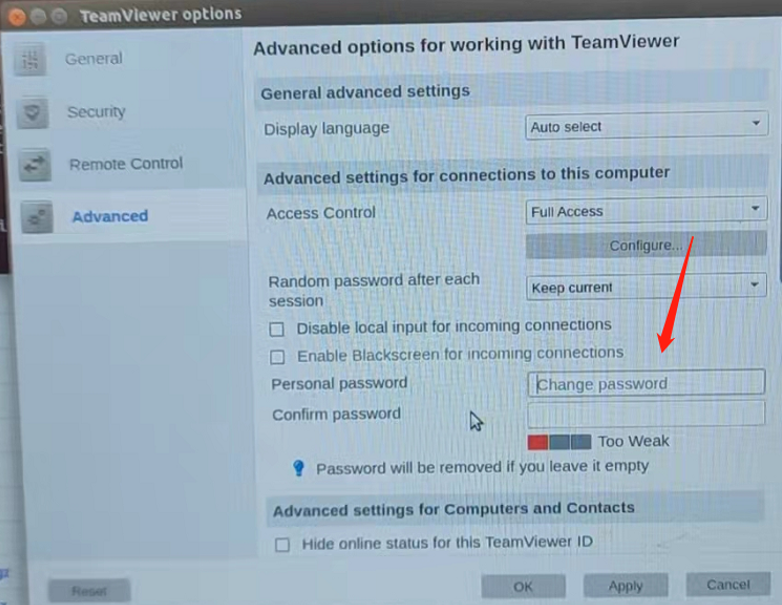 TeamViewer options
General
Security
Remote Control
Advanced
Advanced options for working with TeamViewer
General advanced settings
Display language
Auto select
Advanced settings for connections to this computer
Access Control
Full Access
Configure...
Random password after each
session
Keep current
Disable local input for incoming connections
Enable Blackscreen for incoming connections
Personal password
Change password
Confirm password
Too Weak
Password will be removed if you leave it empty
Advanced settings for Computers and Contacts
Hide online status for this TeamViewer ID
gz
Reset
OK
Apply
Cancel